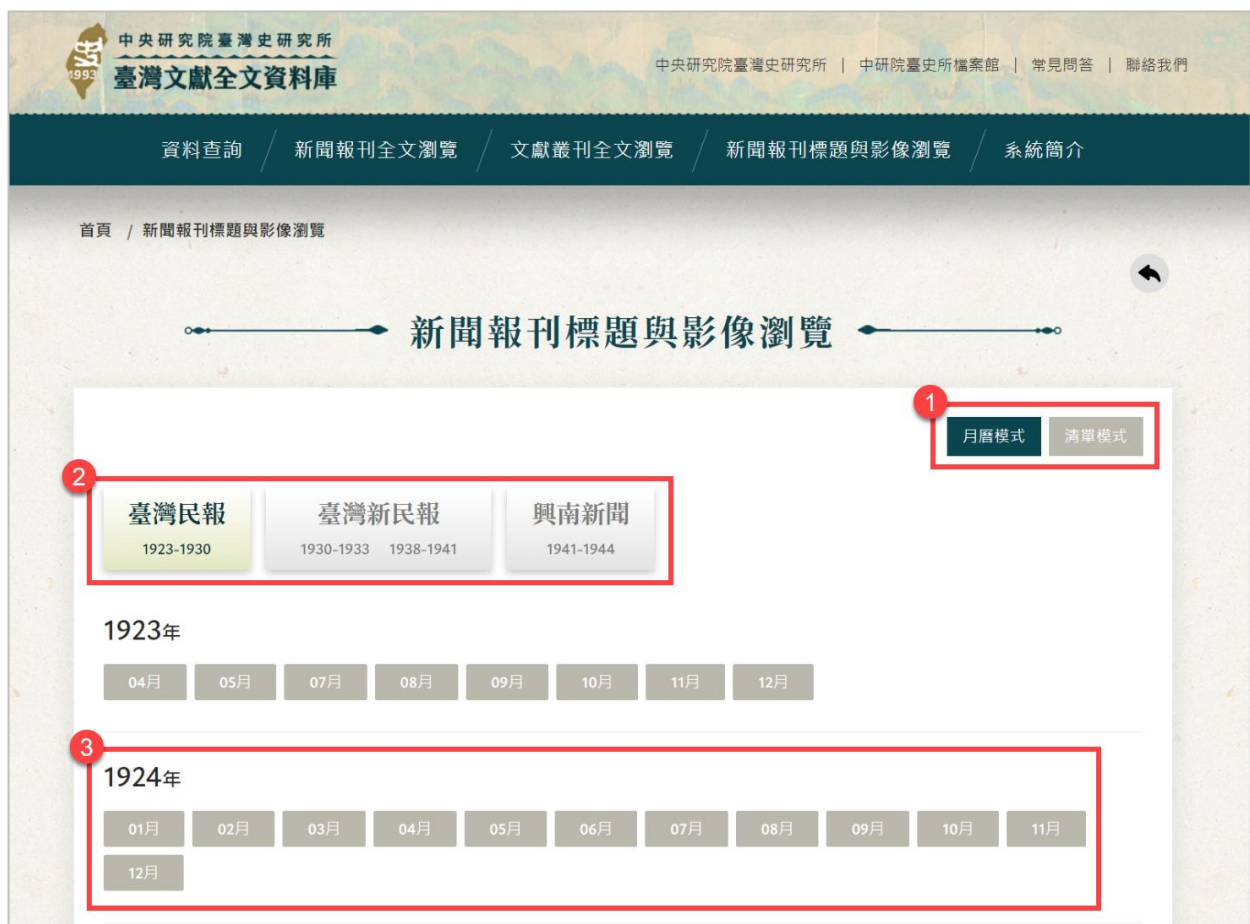 中央研究院臺灣史研究所
臺灣文獻全文資料庫
1993
中央研究院臺灣史研究所 | 中研院臺史所檔案館 | 常見問答 | 聯絡我們
資料查詢 / 新聞報刊全文瀏覽 / 文獻叢刊全文瀏覽 / 新聞報刊標題與影像瀏覽 / 系統簡介
首頁 / 新聞報刊標題與影像瀏覽
新聞報刊標題與影像瀏覽
1
月曆模式 清單模式
2
臺灣民報 臺灣新民報 興南新聞
1923-1930 1930-1933 1938-1941 1941-1944
1923年
04月 05月 07月 08月 09月 10月 11月 12月
3
1924年
01月 02月 03月 04月 05月 06月 07月 08月 09月 10月 11月
12月